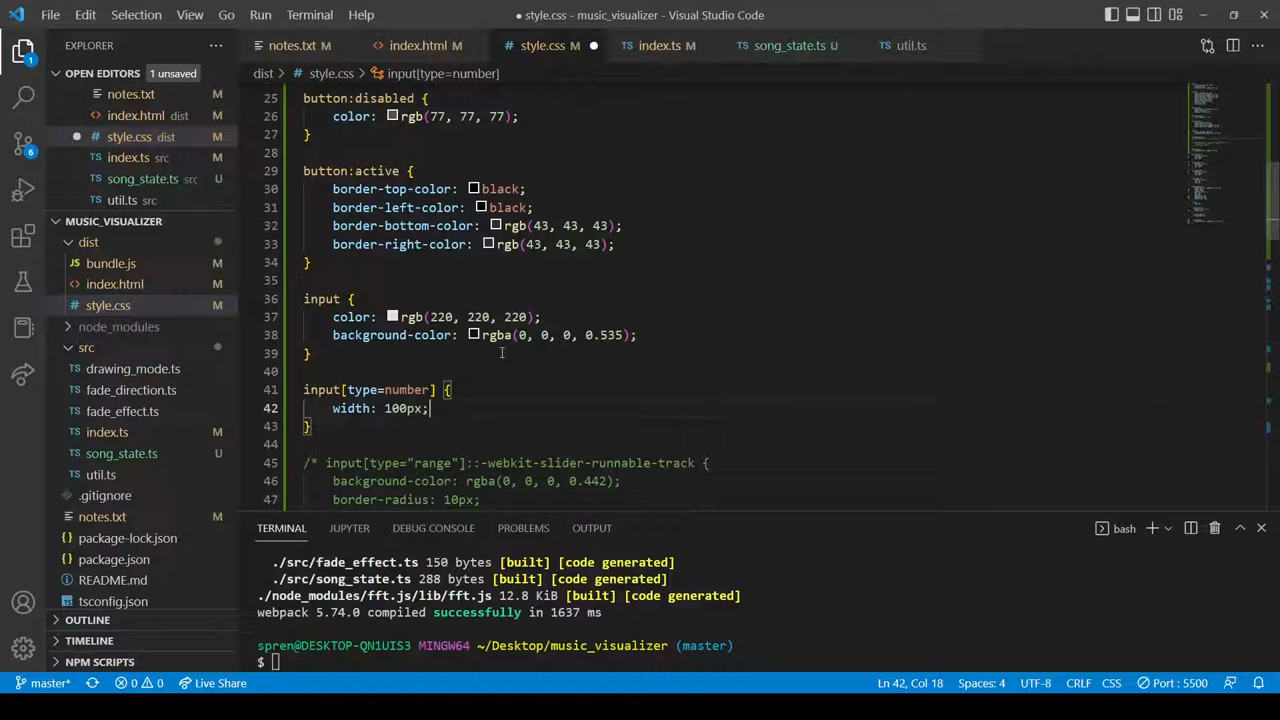 File Edit Selection View Go Run Terminal Help
● style.css - music_visualizer - Visual Studio Code
EXPLORER
notes.txt M
index.html M
style.css M
index.ts M
song_state.ts U
util.ts
OPEN EDITORS 1 unsaved
notes.txt M
index.html dist M
style.css dist M
index.ts src M
song_state.ts src U
util.ts src
MUSIC_VISUALIZER
dist
bundle.js M
index.html M
style.css M
node_modules
src
drawing_mode.ts
fade_direction.ts
fade_effect.ts
index.ts M
song_state.ts U
util.ts
.gitignore
notes.txt M
package-lock.json
package.json
README.md
tsconfig.json
OUTLINE
TIMELINE
NPM SCRIPTS
1
6
dist > style.css > input[type=number]
25 button:disabled {
26 color: rgb(77, 77, 77);
27 }
28
29 button:active {
30 border-top-color: black;
31 border-left-color: black;
32 border-bottom-color: rgb(43, 43, 43);
33 border-right-color: rgb(43, 43, 43);
34 }
35
36 input {
37 color: rgb(220, 220, 220);
38 background-color: rgba(0, 0, 0, 0.535);
39 }
40
41 input[type=number] {
42 width: 100px;
43 }
44
45 /* input[type="range"]::-webkit-slider-runnable-track {
46 background-color: rgba(0, 0, 0, 0.442);
47 border-radius: 10px;
TERMINAL JUPYTER DEBUG CONSOLE PROBLEMS OUTPUT
bash
./src/fade_effect.ts 150 bytes [built] [code generated]
./src/song_state.ts 288 bytes [built] [code generated]
./node_modules/fft.js/lib/fft.js 12.8 KiB [built] [code generated]
webpack 5.74.0 compiled successfully in 1637 ms
spren@DESKTOP-QN1UIS3 MINGW64 ~/Desktop/music_visualizer (master)
$
master* 0 0 Live Share
Ln 42, Col 18 Spaces: 4 UTF-8 CRLF CSS Port : 5500